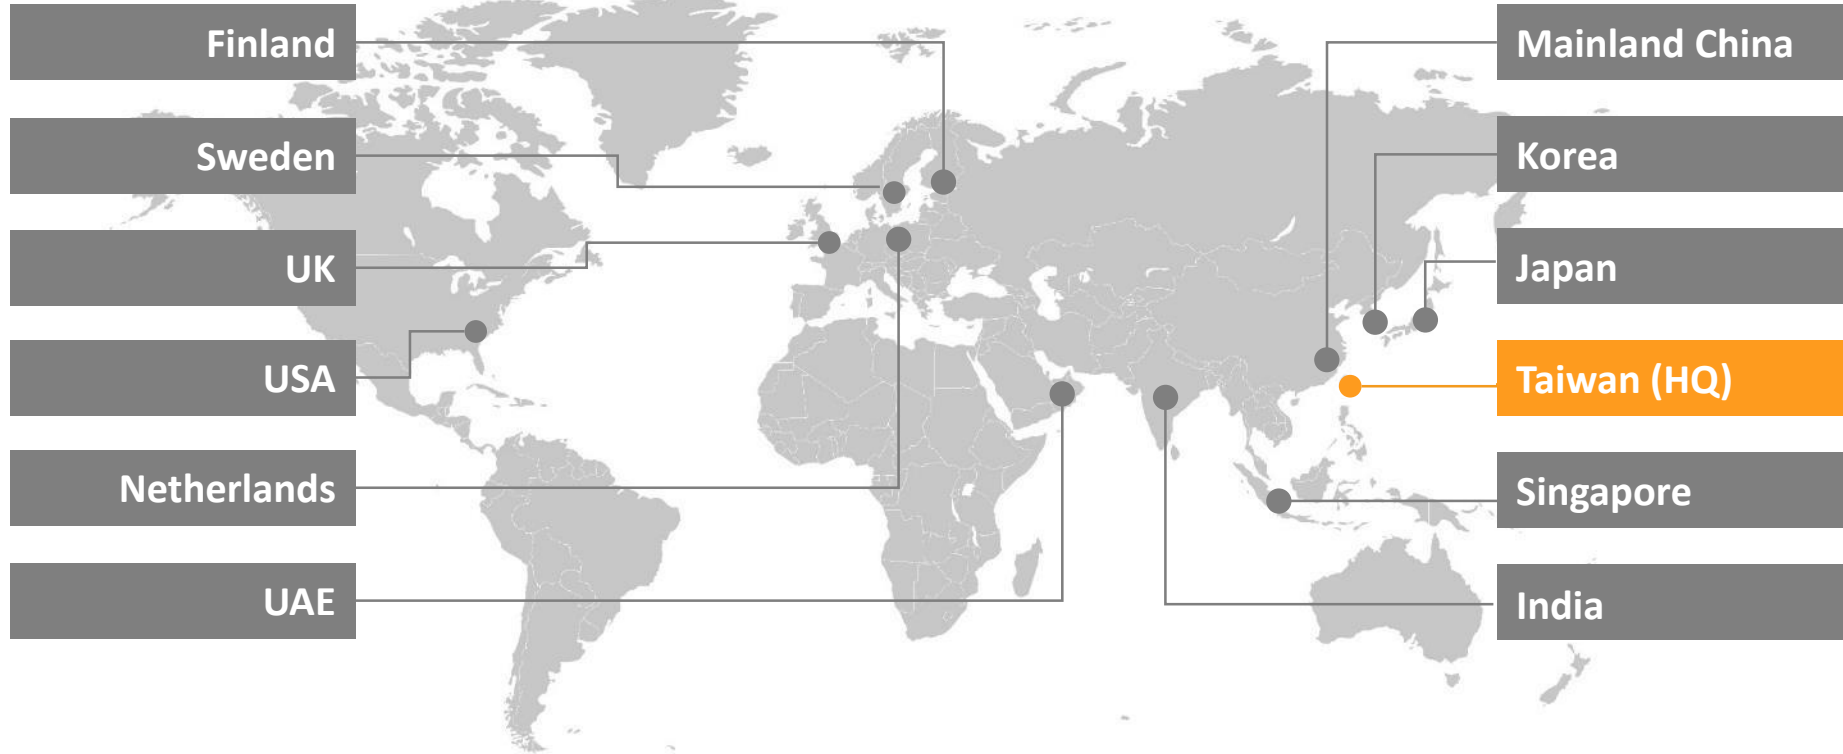 Finland
Sweden
UK
USA
Netherlands
UAE
Mainland China
Korea
Japan
Taiwan (HQ)
Singapore
India